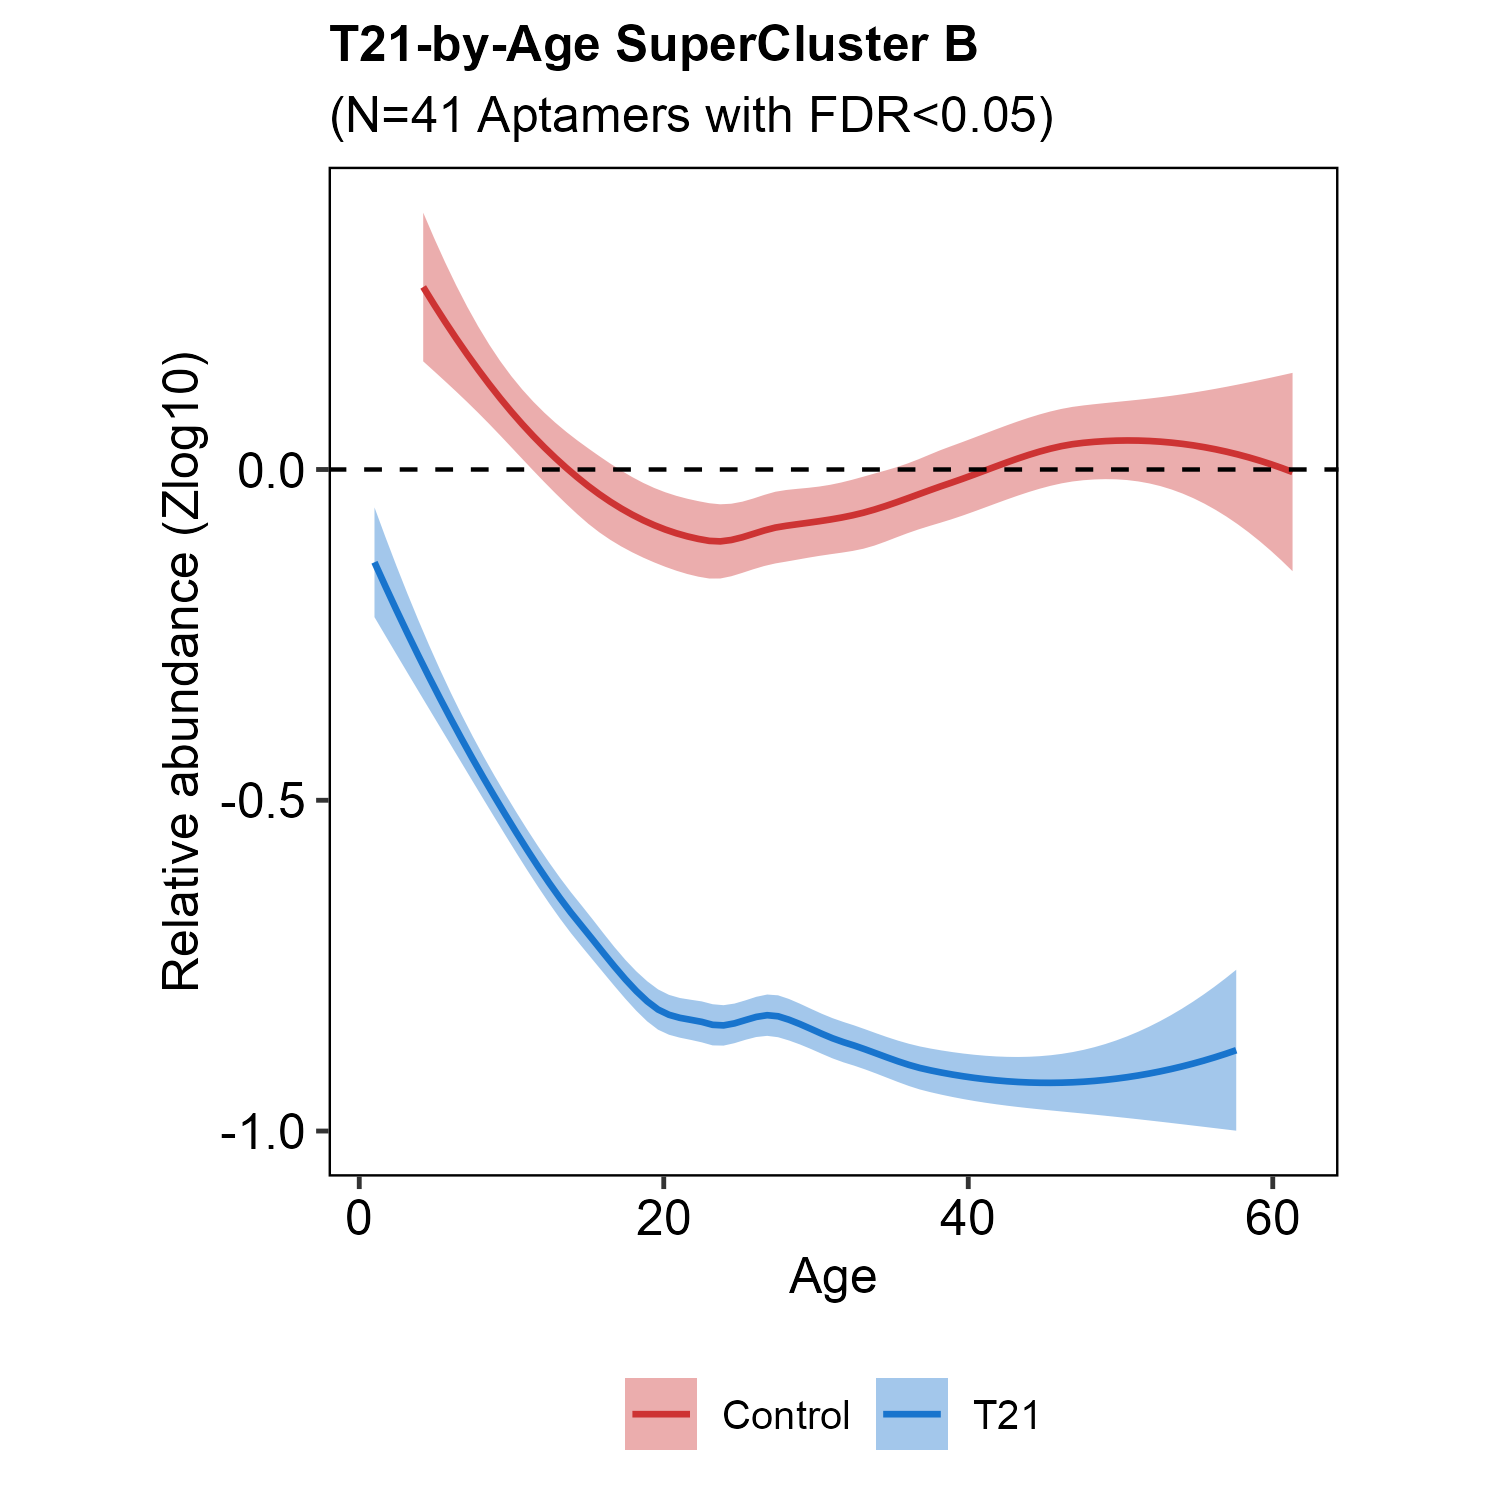 T21-by-Age SuperCluster B
(N=41 Aptamers with FDR<0.05)
Relative abundance (Zlog10)
0.0
-0.5
-1.0
0 20 40 60
Age
Control T21